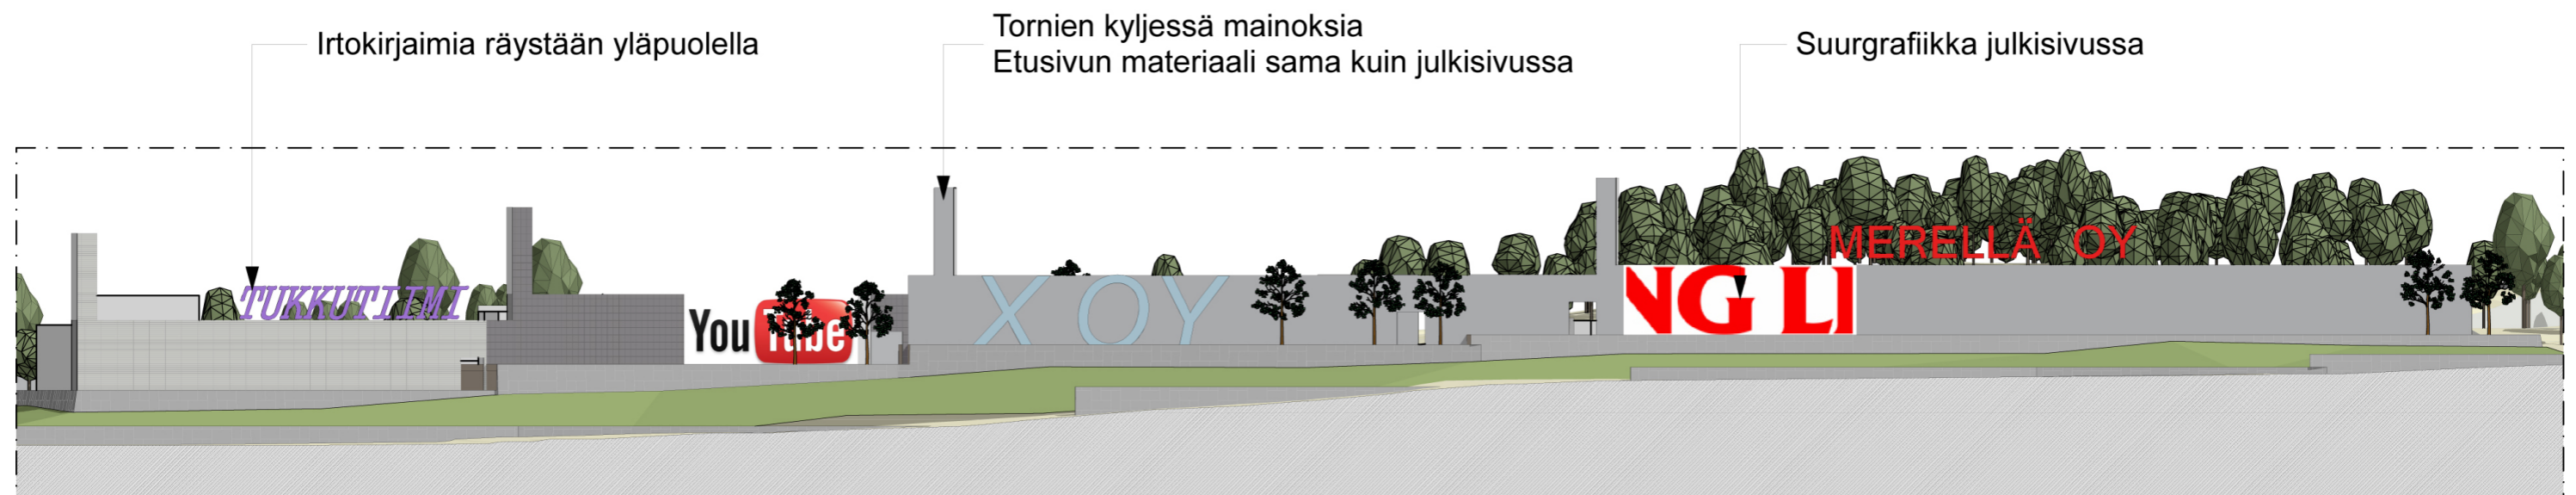 Irtokirjaimia räystään yläpuolella
Tornien kyljessä mainoksia
Etusivun materiaali sama kuin julkisivussa
Suurgrafiikka julkisivussa
TUKKUTIIMI
YouTube
X OY
NG LI
MERELLÄ OY